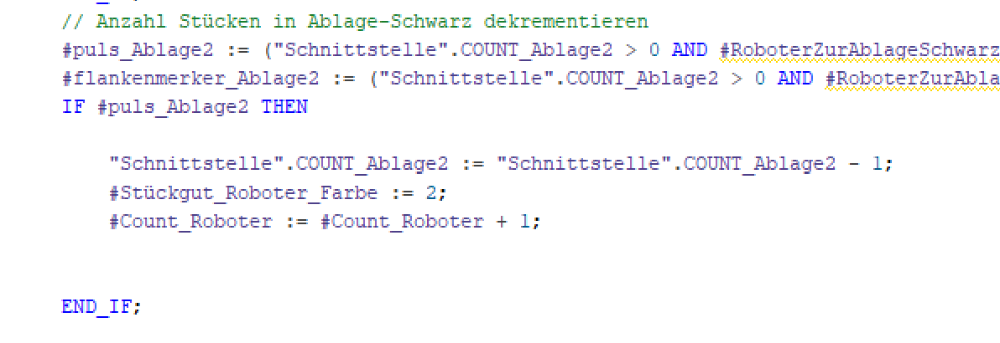 // Anzahl Stücken in Ablage-Schwarz dekrementieren
#puls_Ablage2 := ("Schnittstelle".COUNT_Ablage2 > 0 AND #RoboterZurAblageSchwarz
#flankenmerker_Ablage2 := ("Schnittstelle".COUNT_Ablage2 > 0 AND #RoboterZurAbla
IF #puls_Ablage2 THEN
"Schnittstelle".COUNT_Ablage2 := "Schnittstelle".COUNT_Ablage2 - 1;
#Stückgut_Roboter_Farbe := 2;
#Count_Roboter := #Count_Roboter + 1;
END_IF;